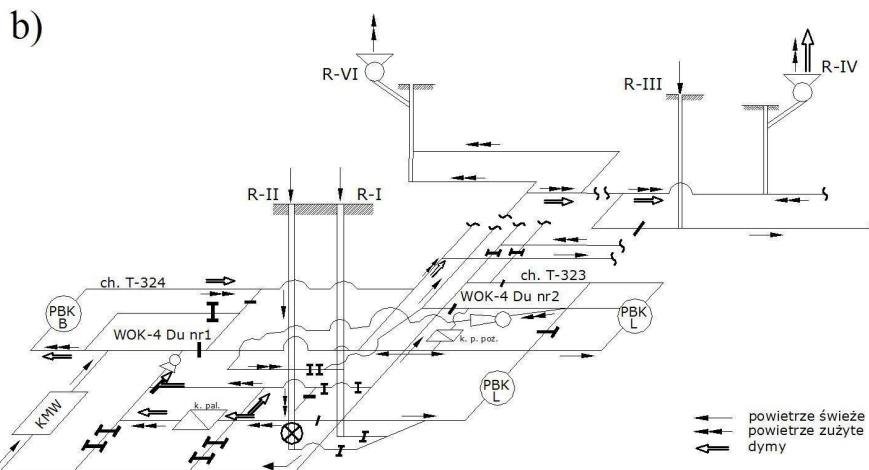 b)
R-VI
R-IV
R-III
R-II
R-I
ch. T-324
ch. T-323
PBK
B
WOK-4 Du nr1
WOK-4 Du nr2
PBK
L
k. p. poż.
PBK
L
KMW
k. pal.
powietrze świeże
powietrze zużyte
dymy